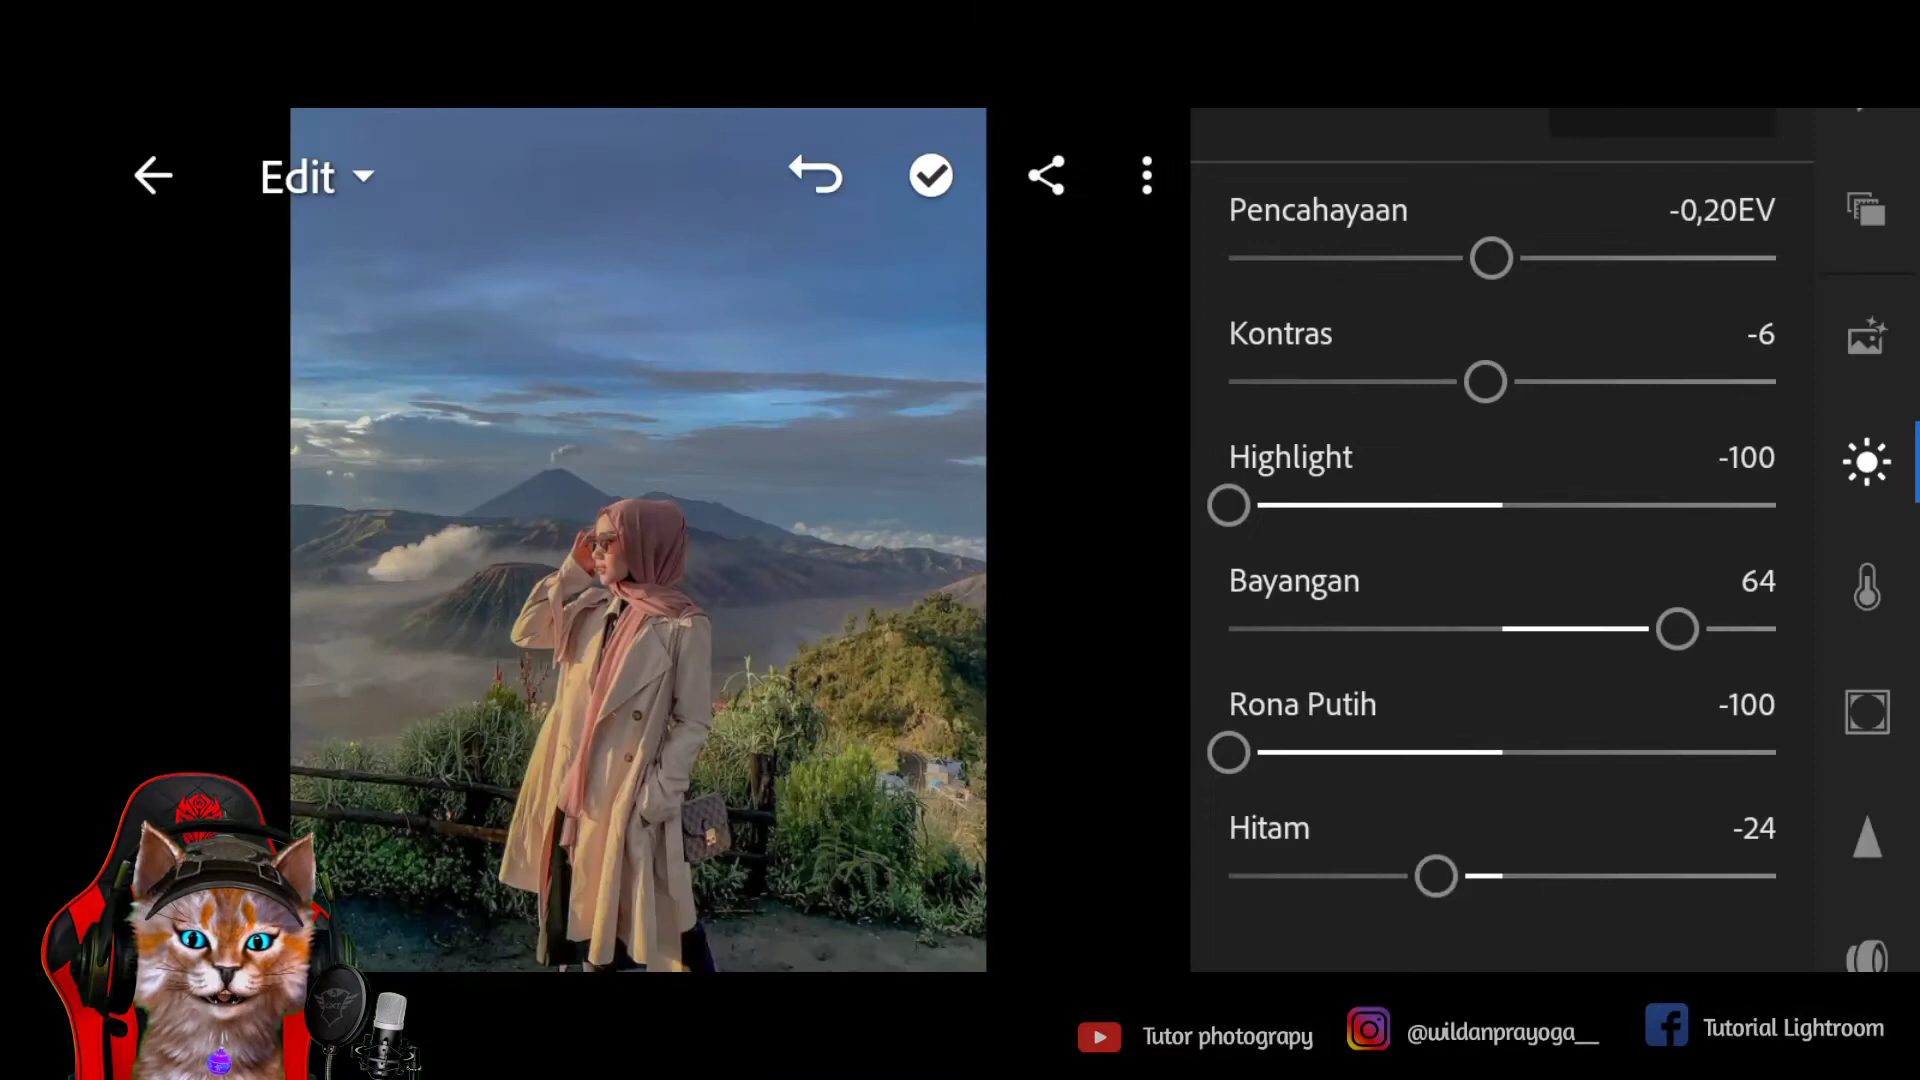 Edit
Pencahayaan -0,20EV
Kontras -6
Highlight -100
Bayangan 64
Rona Putih -100
Hitam -24
Tutor photograpy @wildanprayoga__ Tutorial Lightroom